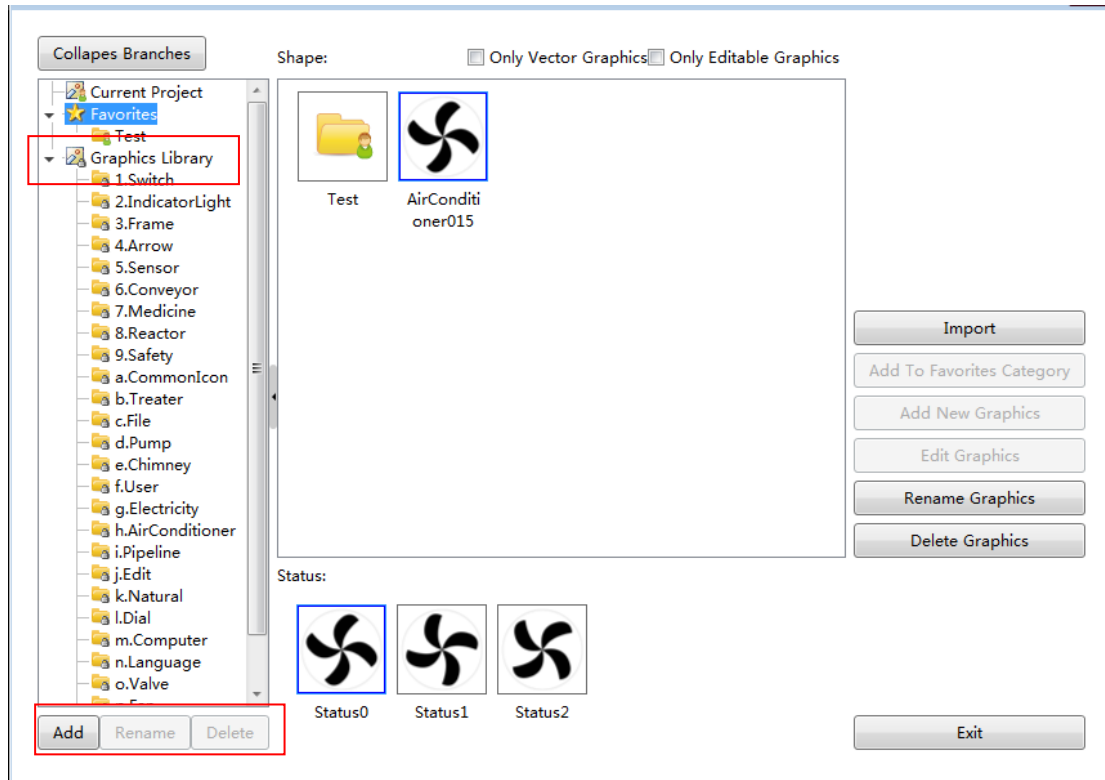 Collapes Branches
Shape:
Only Vector Graphics
Only Editable Graphics
Current Project
Favorites
Test
Graphics Library
1.Switch
2.IndicatorLight
3.Frame
4.Arrow
5.Sensor
6.Conveyor
7.Medicine
8.Reactor
9.Safety
a.CommonIcon
b.Treater
c.File
d.Pump
e.Chimney
f.User
g.Electricity
h.AirConditioner
i.Pipeline
j.Edit
k.Natural
l.Dial
m.Computer
n.Language
o.Valve
Add
Rename
Delete
Test
AirConditi
oner015
Status:
Status0
Status1
Status2
Import
Add To Favorites Category
Add New Graphics
Edit Graphics
Rename Graphics
Delete Graphics
Exit